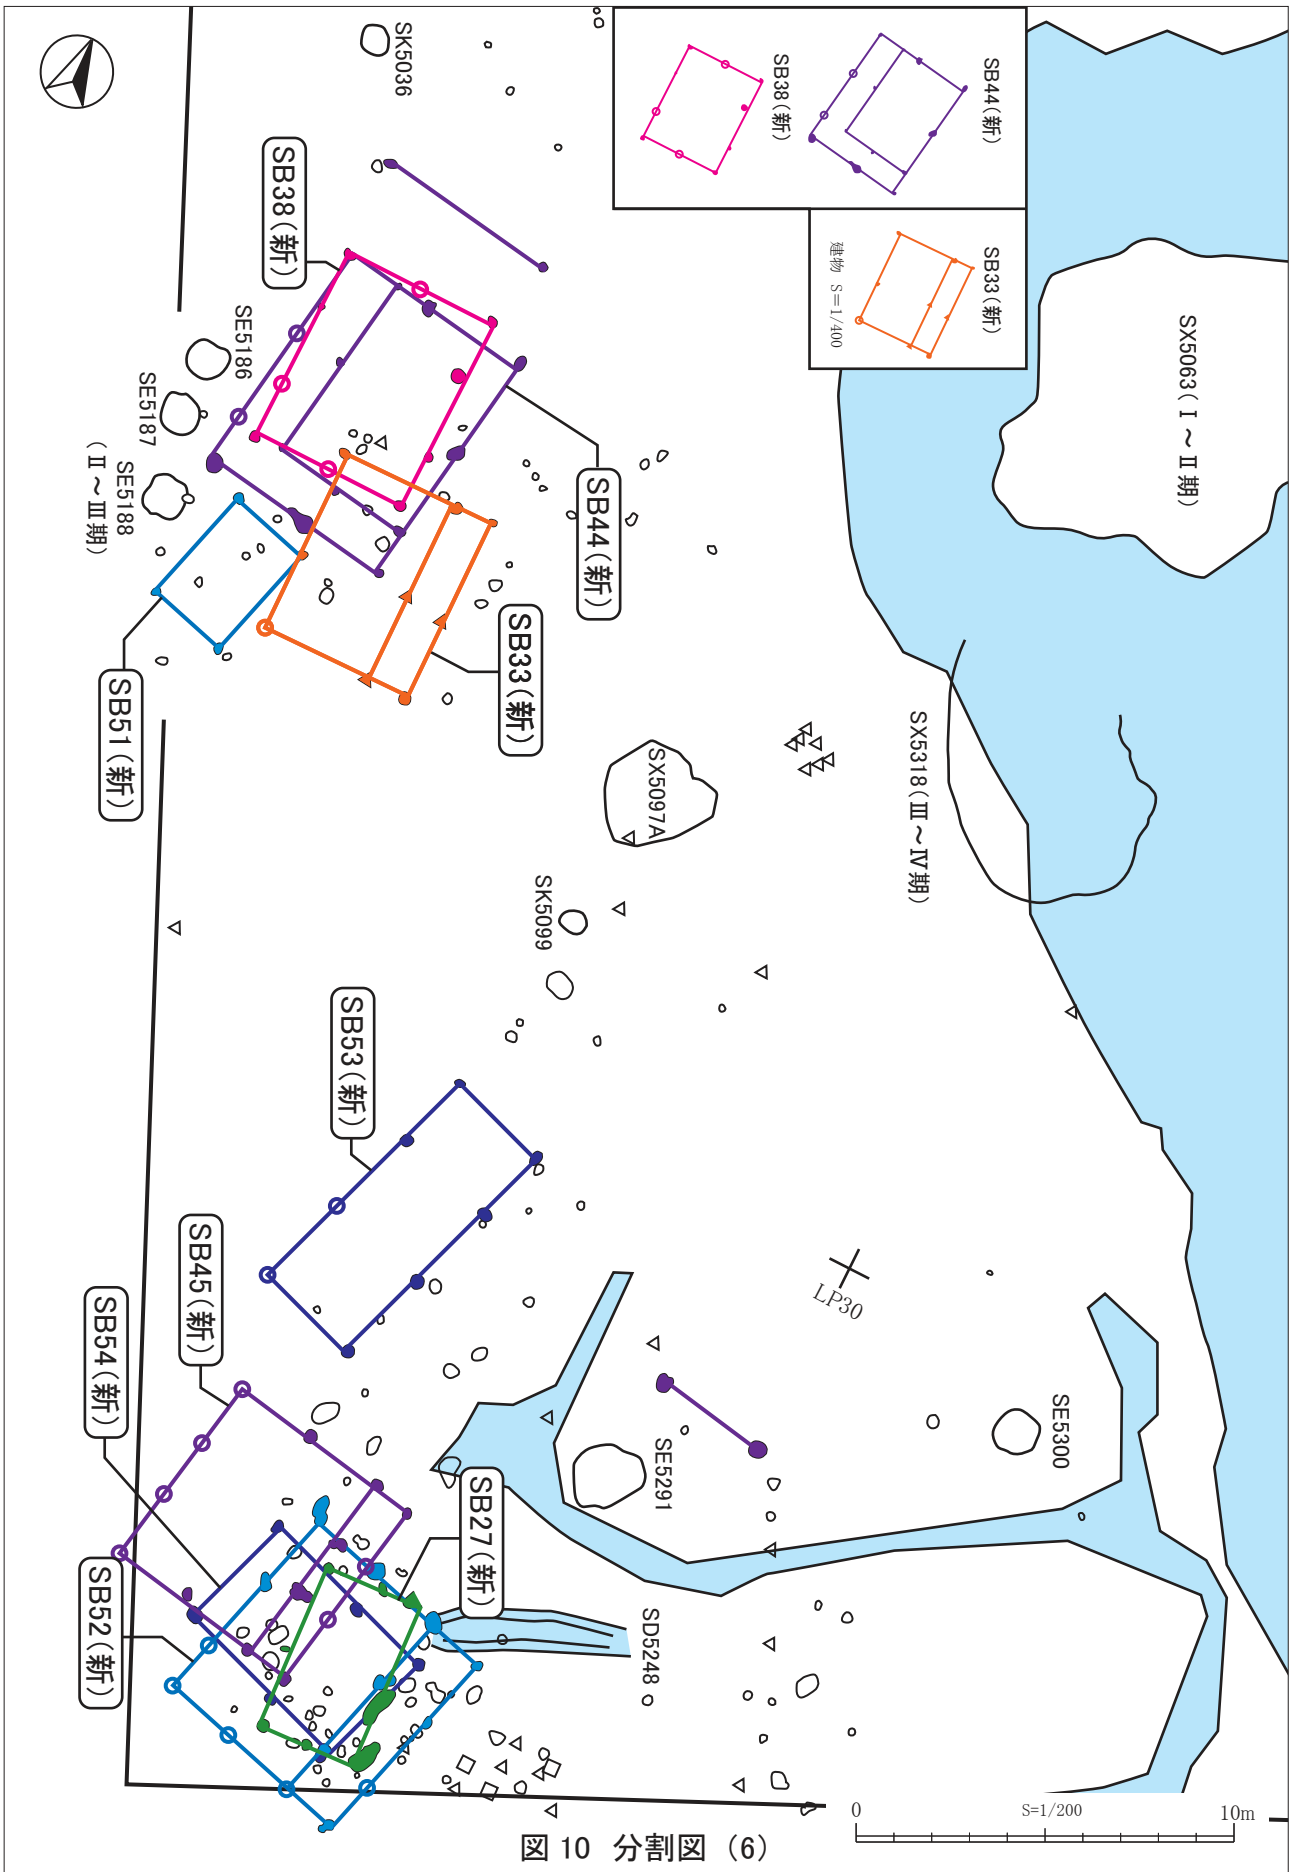 SK5036
SB38(新)
SB44(新)
SB38(新)
SB33(新)
建物 S=1/400
SX5063(Ⅰ～Ⅱ期)
SE5186
SE5187
SE5188
(Ⅱ～Ⅲ期)
SB44(新)
SB33(新)
SB51(新)
SX5097A
SX5318(Ⅲ～Ⅳ期)
SK5099
SB53(新)
SB45(新)
SB54(新)
SB52(新)
SB27(新)
LP30
SE5300
SE5291
SD5248
0
S=1/200
10m
図 10 分割図 (6)